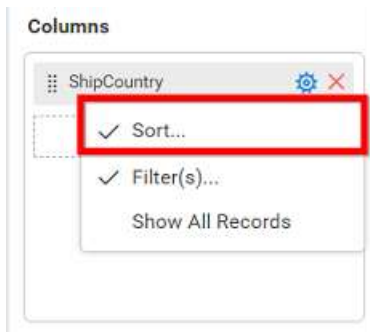 Columns
ShipCountry
Sort...
Filter(s)...
Show All Records